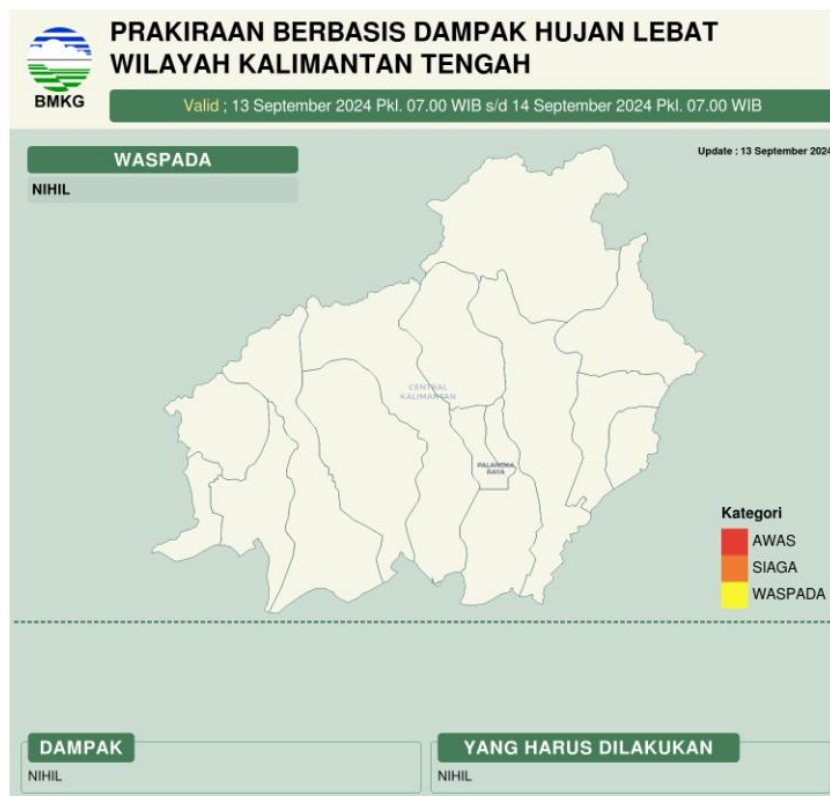 PRAKIRAAN BERBASIS DAMPAK HUJAN LEBAT
WILAYAH KALIMANTAN TENGAH
BMKG
Valid ; 13 September 2024 Pkl. 07.00 WIB s/d 14 September 2024 Pkl. 07.00 WIB
WASPADA
NIHIL
Update : 13 September 2024
CENTRAL
KALIMANTAN
PALANGKA
RAYA
Kategori
AWAS
SIAGA
WASPADA
DAMPAK
NIHIL
YANG HARUS DILAKUKAN
NIHIL